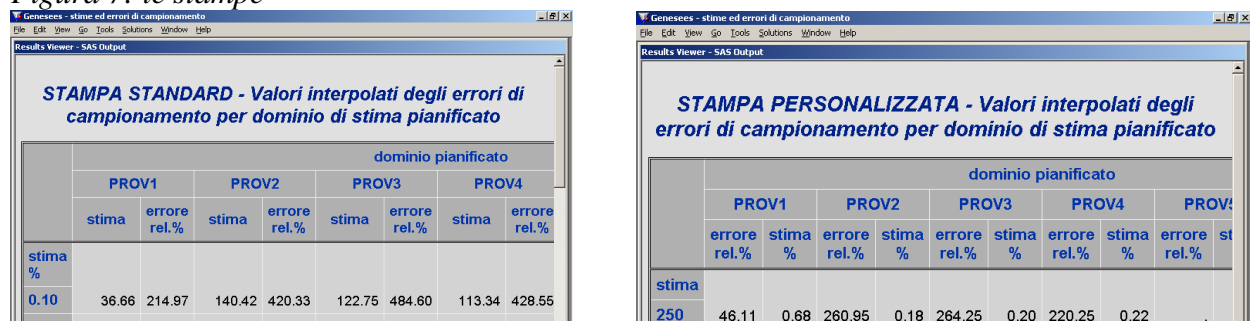 Figura 7: le stampe
Genesees - stime ed errori di campionamento
File Edit View Go Tools Solutions Window Help
Results Viewer - SAS Output
STAMPA STANDARD - Valori interpolati degli errori di
campionamento per dominio di stima pianificato
dominio pianificato
PROV1 PROV2 PROV3 PROV4
stima errore rel.% stima errore rel.% stima errore rel.% stima errore rel.%
stima
%
0.10 36.66 214.97 140.42 420.33 122.75 484.60 113.34 428.55
Genesees - stime ed errori di campionamento
File Edit View Go Tools Solutions Window Help
Results Viewer - SAS Output
STAMPA PERSONALIZZATA - Valori interpolati degli
errori di campionamento per dominio di stima pianificato
dominio pianificato
PROV1 PROV2 PROV3 PROV4 PROV5
errore rel.% stima % errore rel.% stima % errore rel.% stima % errore rel.% stima % errore rel.% st
stima
250 46.11 0.68 260.95 0.18 264.25 0.20 220.25 0.22 .